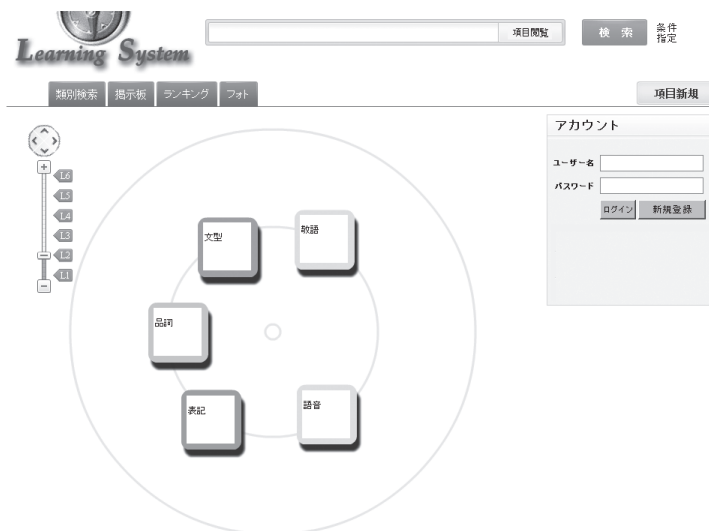 Learning System
項目閲覧
検 索
条件
指定
類別検索
掲示板
ランキング
フォト
項目新規
アカウント
ユーザー名
パスワード
ログイン
新規登録
+
L6
L5
L4
L3
L2
L1
-
文型
敬語
品詞
表記
語音